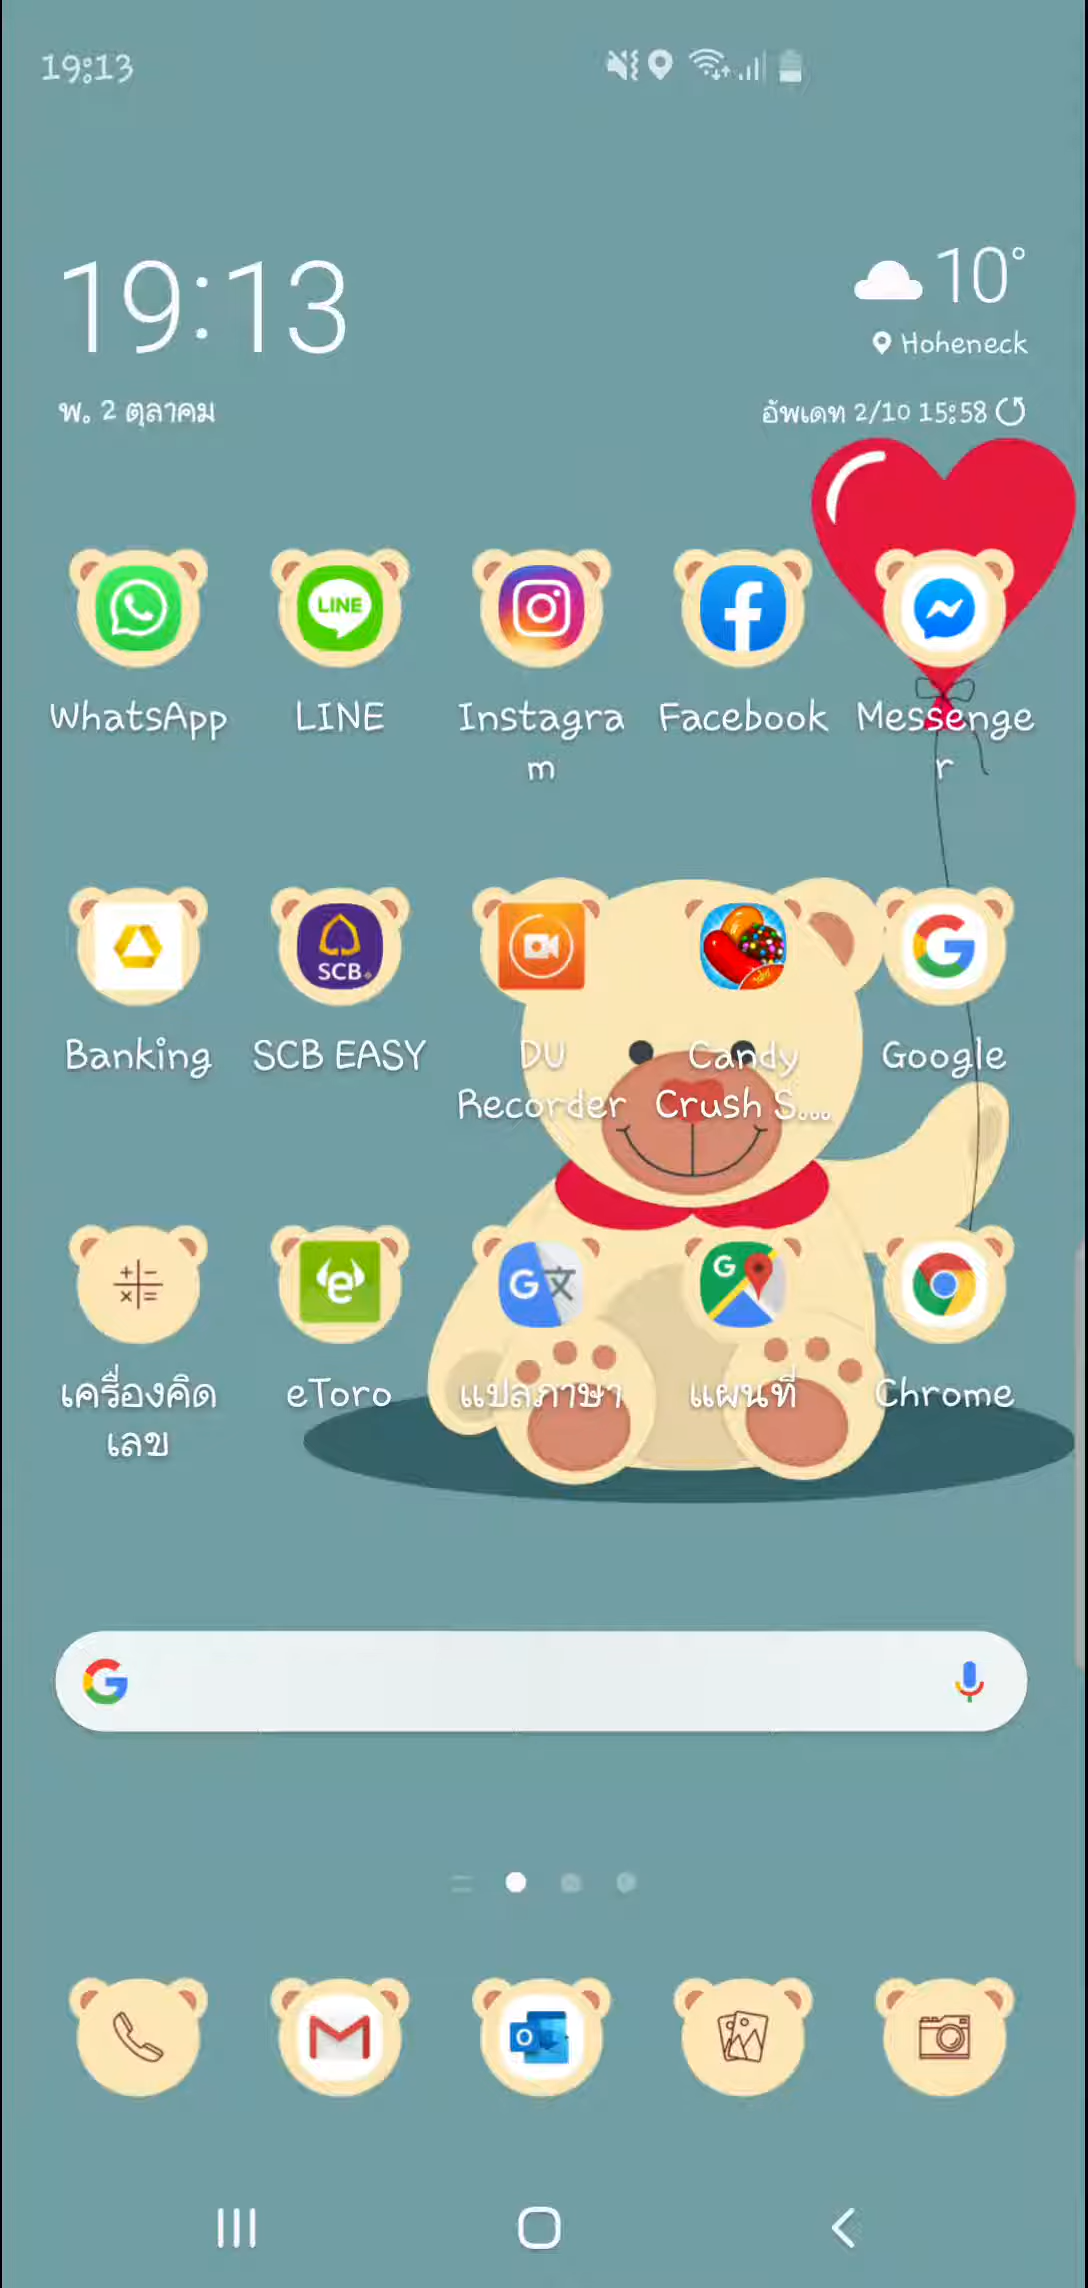 19:13
19:13
10°
Hoheneck
พ. 2 ตุลาคม
อัพเดท 2/10 15:58
LINE
WhatsApp
LINE
Instagra
m
Facebook
Messenge
r
SCB
Banking
SCB EASY
DU
Recorder
Candy
Crush S...
Google
เครื่องคิด
เลข
eToro
แปลภาษา
แผนที่
Chrome